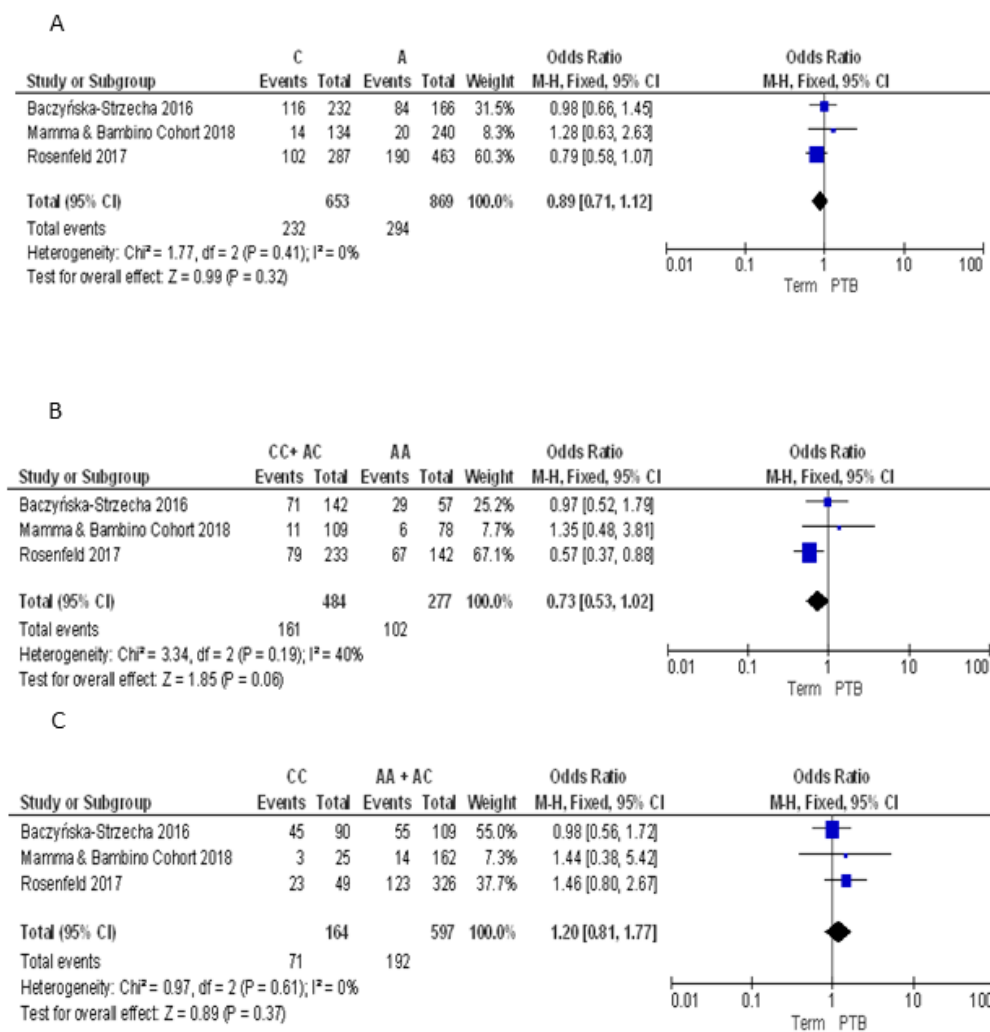 A
C A Odds Ratio Odds Ratio
Study or Subgroup Events Total Events Total Weight M-H, Fixed, 95% CI M-H, Fixed, 95% CI
Baczyńska-Strzecha 2016 116 232 84 166 31.5% 0.98 [0.66, 1.45]
Mamma & Bambino Cohort 2018 14 134 20 240 8.3% 1.28 [0.63, 2.63]
Rosenfeld 2017 102 287 190 463 60.3% 0.79 [0.58, 1.07]
Total (95% CI) 653 869 100.0% 0.89 [0.71, 1.12]
Total events 232 294
Heterogeneity: Chi² = 1.77, df = 2 (P = 0.41); I² = 0%
Test for overall effect: Z = 0.99 (P = 0.32)
0.01 0.1 1 10 100
Term PTB
B
CC+ AC AA Odds Ratio Odds Ratio
Study or Subgroup Events Total Events Total Weight M-H, Fixed, 95% CI M-H, Fixed, 95% CI
Baczyńska-Strzecha 2016 71 142 29 57 25.2% 0.97 [0.52, 1.79]
Mamma & Bambino Cohort 2018 11 109 6 78 7.7% 1.35 [0.48, 3.81]
Rosenfeld 2017 79 233 67 142 67.1% 0.57 [0.37, 0.88]
Total (95% CI) 484 277 100.0% 0.73 [0.53, 1.02]
Total events 161 102
Heterogeneity: Chi² = 3.34, df = 2 (P = 0.19); I² = 40%
Test for overall effect: Z = 1.85 (P = 0.06)
0.01 0.1 1 10 100
Term PTB
C
CC AA + AC Odds Ratio Odds Ratio
Study or Subgroup Events Total Events Total Weight M-H, Fixed, 95% CI M-H, Fixed, 95% CI
Baczyńska-Strzecha 2016 45 90 55 109 55.0% 0.98 [0.56, 1.72]
Mamma & Bambino Cohort 2018 3 25 14 162 7.3% 1.44 [0.38, 5.42]
Rosenfeld 2017 23 49 123 326 37.7% 1.46 [0.80, 2.67]
Total (95% CI) 164 597 100.0% 1.20 [0.81, 1.77]
Total events 71 192
Heterogeneity: Chi² = 0.97, df = 2 (P = 0.61); I² = 0%
Test for overall effect: Z = 0.89 (P = 0.37)
0.01 0.1 1 10 100
Term PTB